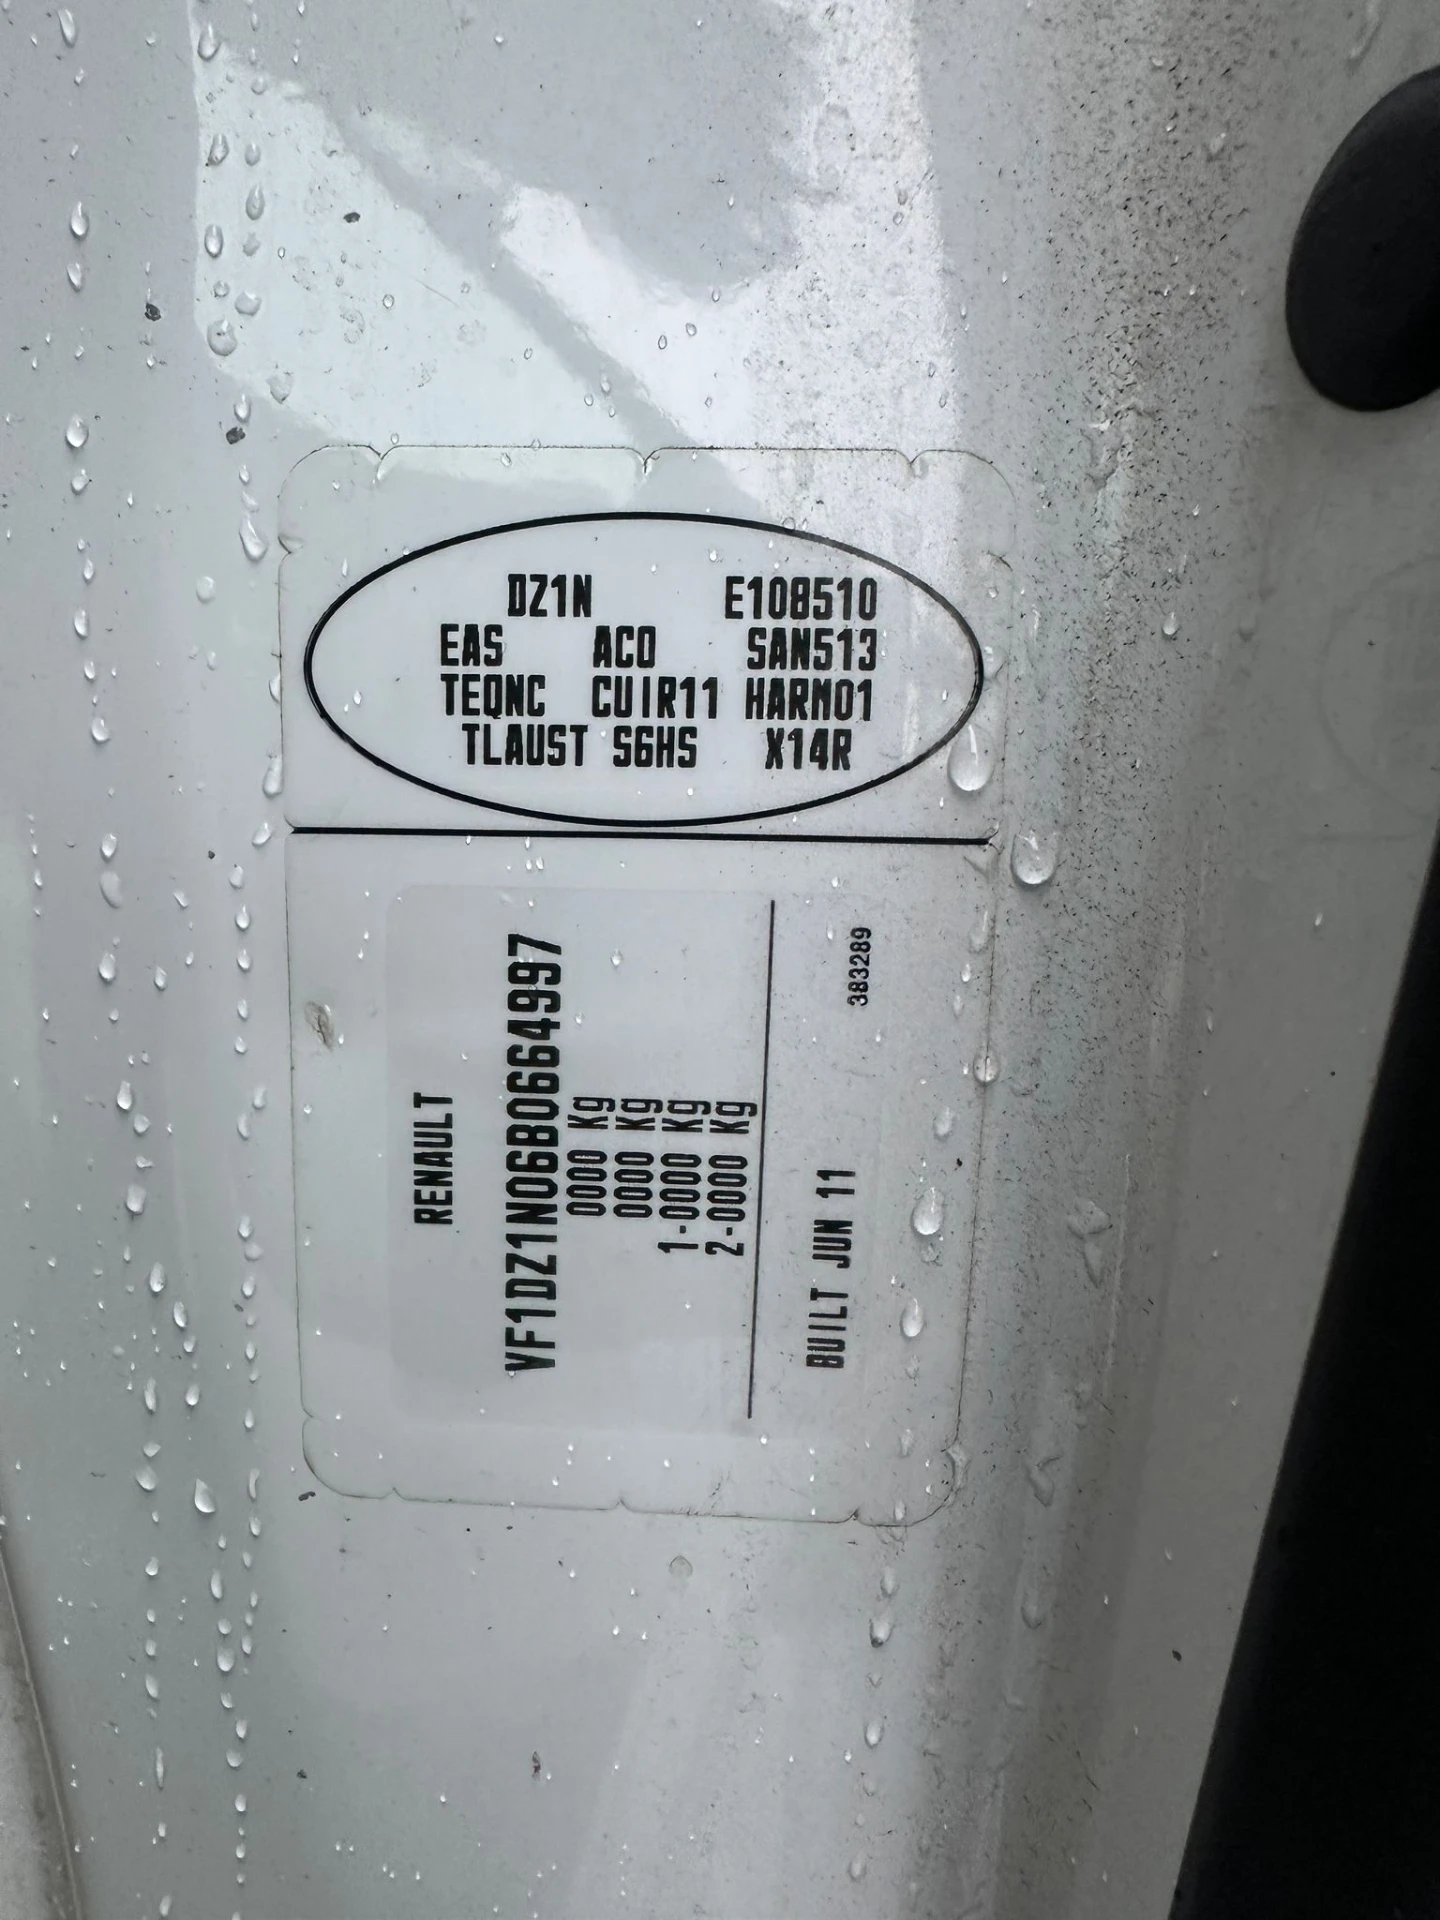 DZ1N E108510
EAS ACO SAN513
TEQNC CUIR11 HARM01
TLAUST S6HS X14R
RENAULT
VF1DZ1N06B0664997
0000 Kg
0000 Kg
1-0000 Kg
2-0000 Kg
BUILT JUN 11
383289